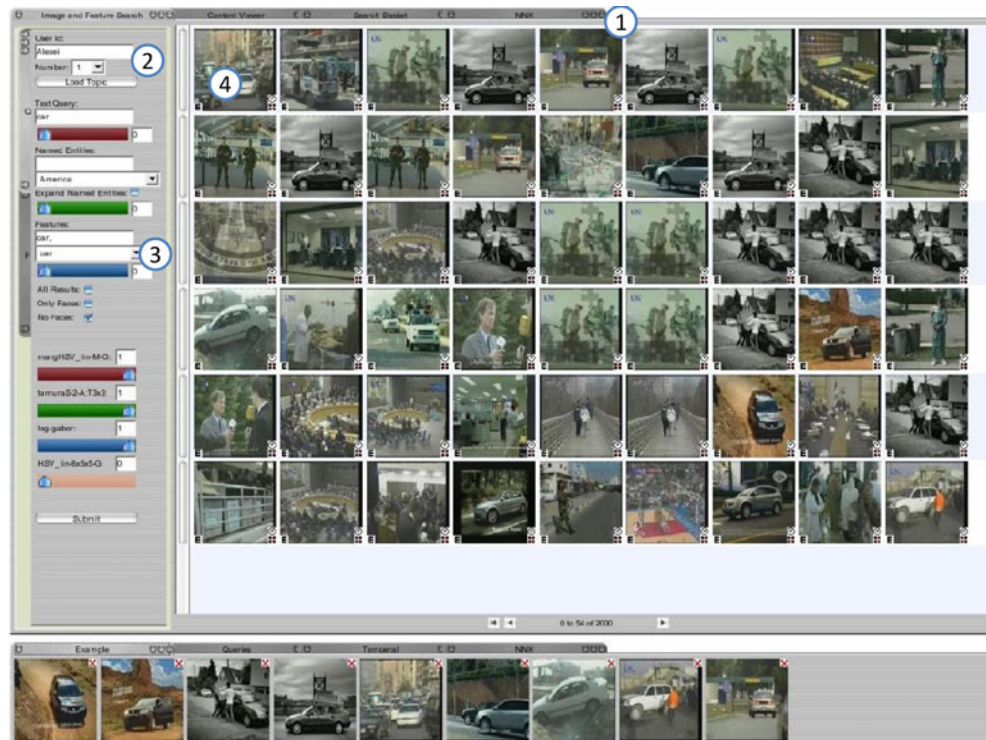 Image and Feature Search
Content Viewer
Search Basket
NNK
1
User Id:
Alexei
2
Number: 1
Load Topic
4
Text Query:
car
0
Named Entities:
America
Expand Named Entities:
0
Features:
car,
car
3
0
All Results:
Only Faces:
No Faces:
margHSV_lin-M-G: 1
tamuraS-2-A:T3x3: 1
log-gabor: 1
HSV_lin-8x5x5-G: 0
Submit
0 to 54 of 2000
Example
Queries
Temporal
NNK